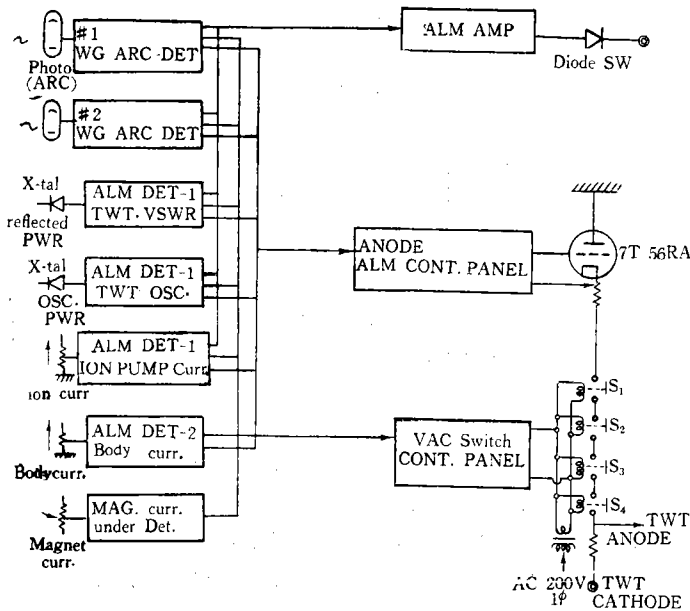 #1
WG ARC DET
Photo
(ARC)
#2
WG ARC DET
X-tal
reflected
PWR
ALM DET-1
TWT. VSWR
X-tal
OSC.
PWR
ALM DET-1
TWT OSC.
ALM DET-1
ION PUMP Curr
ion curr
ALM DET-2
Body curr.
Body curr.
MAG. curr.
under Det.
Magnet
curr.
ALM AMP
Diode SW
ANODE
ALM CONT. PANEL
7T 56RA
VAC Switch
CONT. PANEL
S1
S2
S3
S4
TWT
ANODE
AC 200V
1φ
TWT
CATHODE